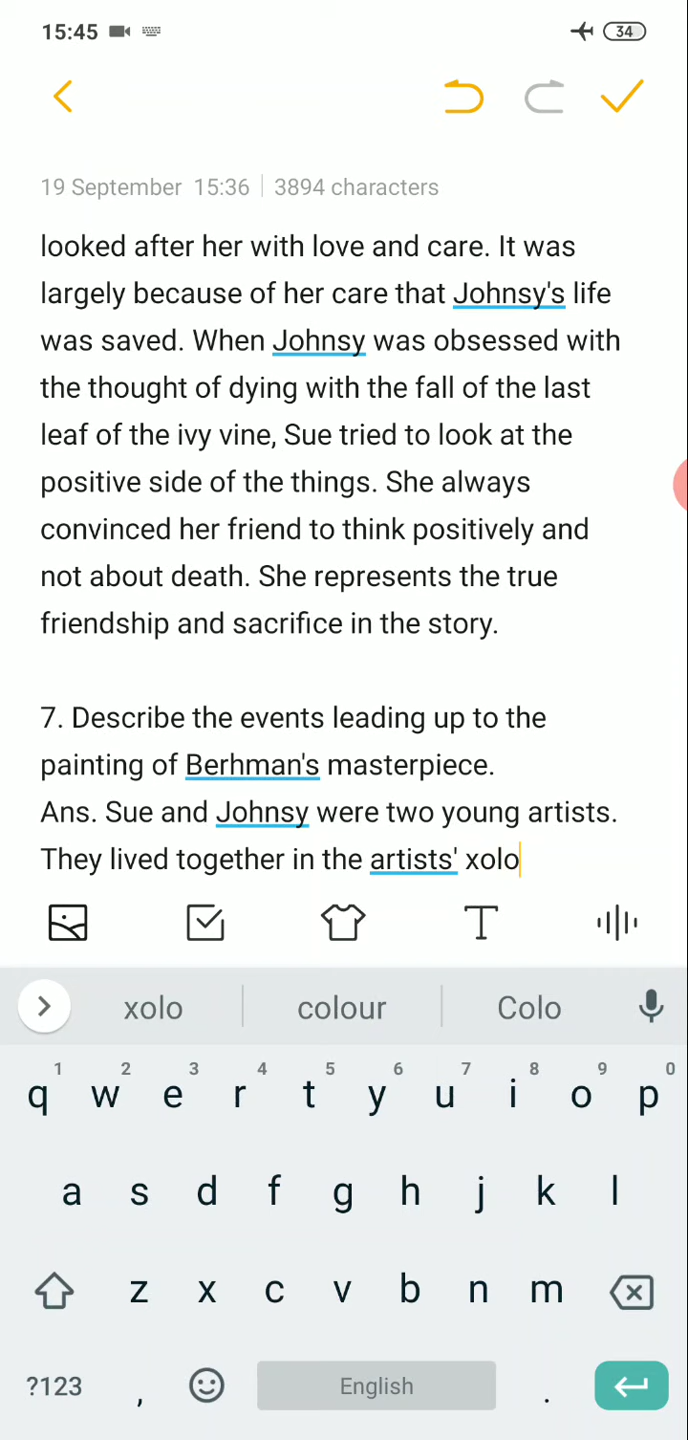 15:45 34
19 September 15:36 | 3894 characters
looked after her with love and care. It was
largely because of her care that Johnsy's life
was saved. When Johnsy was obsessed with
the thought of dying with the fall of the last
leaf of the ivy vine, Sue tried to look at the
positive side of the things. She always
convinced her friend to think positively and
not about death. She represents the true
friendship and sacrifice in the story.
7. Describe the events leading up to the
painting of Berhman's masterpiece.
Ans. Sue and Johnsy were two young artists.
They lived together in the artists' xolo
T
xolo colour Colo
1 2 3 4 5 6 7 8 9 0
q w e r t y u i o p
a s d f g h j k l
z x c v b n m
?123 , English .